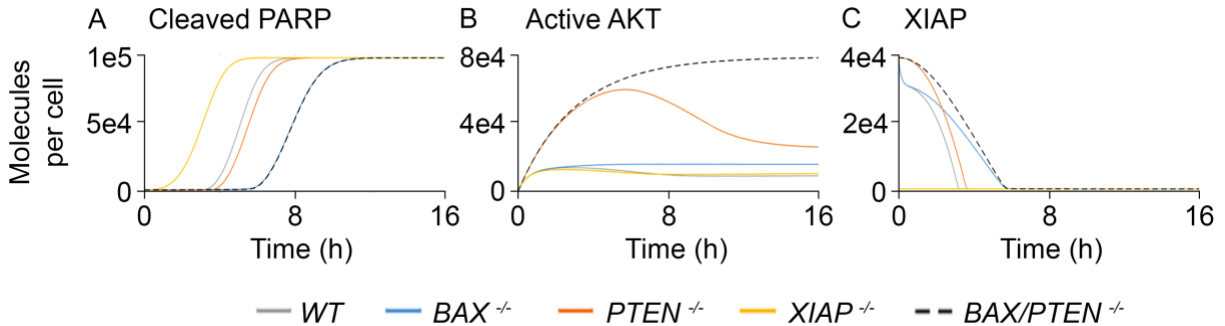 A Cleaved PARP
B Active AKT
C XIAP
Molecules
per cell
1e5
5e4
0
0 8 16
Time (h)
8e4
4e4
0
0 8 16
Time (h)
4e4
2e4
0
0 8 16
Time (h)
WT BAX -/- PTEN -/- XIAP -/- BAX/PTEN -/-